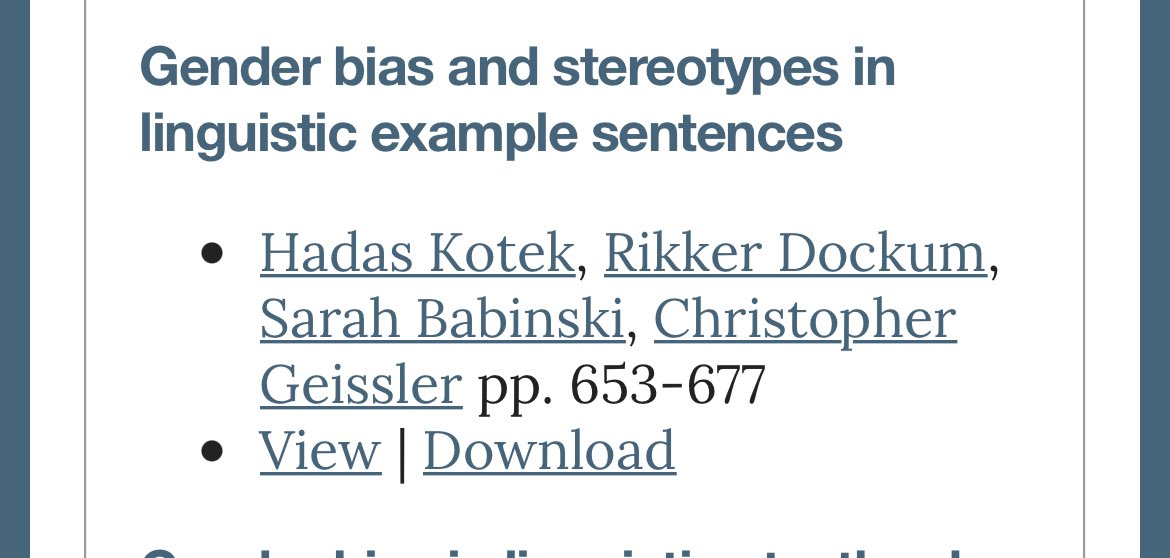 Gender bias and stereotypes in
linguistic example sentences
• Hadas Kotek, Rikker Dockum,
Sarah Babinski, Christopher
Geissler pp. 653-677
• View | Download